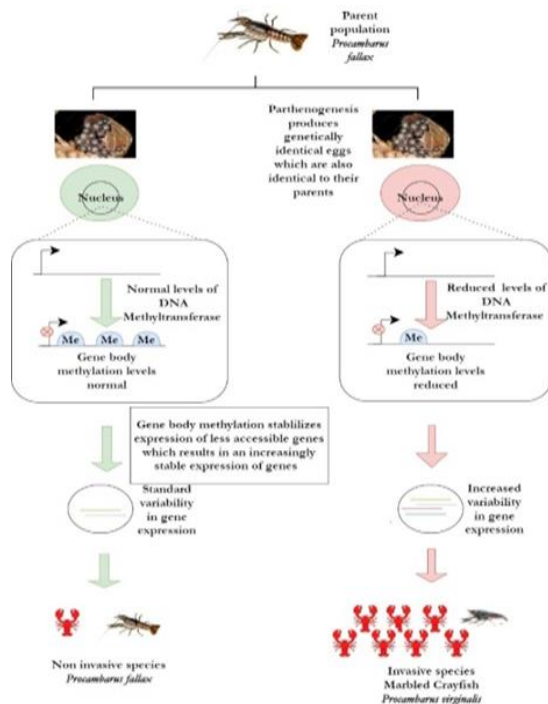 Parent
population
Procambarus
fallax
Parthenogenesis
produces
genetically
identical eggs
which are also
identical to their
parents
Nucleus
Nucleus
Normal levels of
DNA
Methyltransferase
Me Me Me
Gene body
methylation levels
normal
Reduced levels of
DNA
Methyltransferase
Me
Gene body
methylation levels
reduced
Gene body methylation stablilizes
expression of less accessible genes
which results in an increasingly
stable expression of genes
Standard
variability
in gene
expression
Increased
variability
in gene
expression
Non invasive species
Procambarus fallax
Invasive species
Marbled Crayfish
Procambarus virginalis